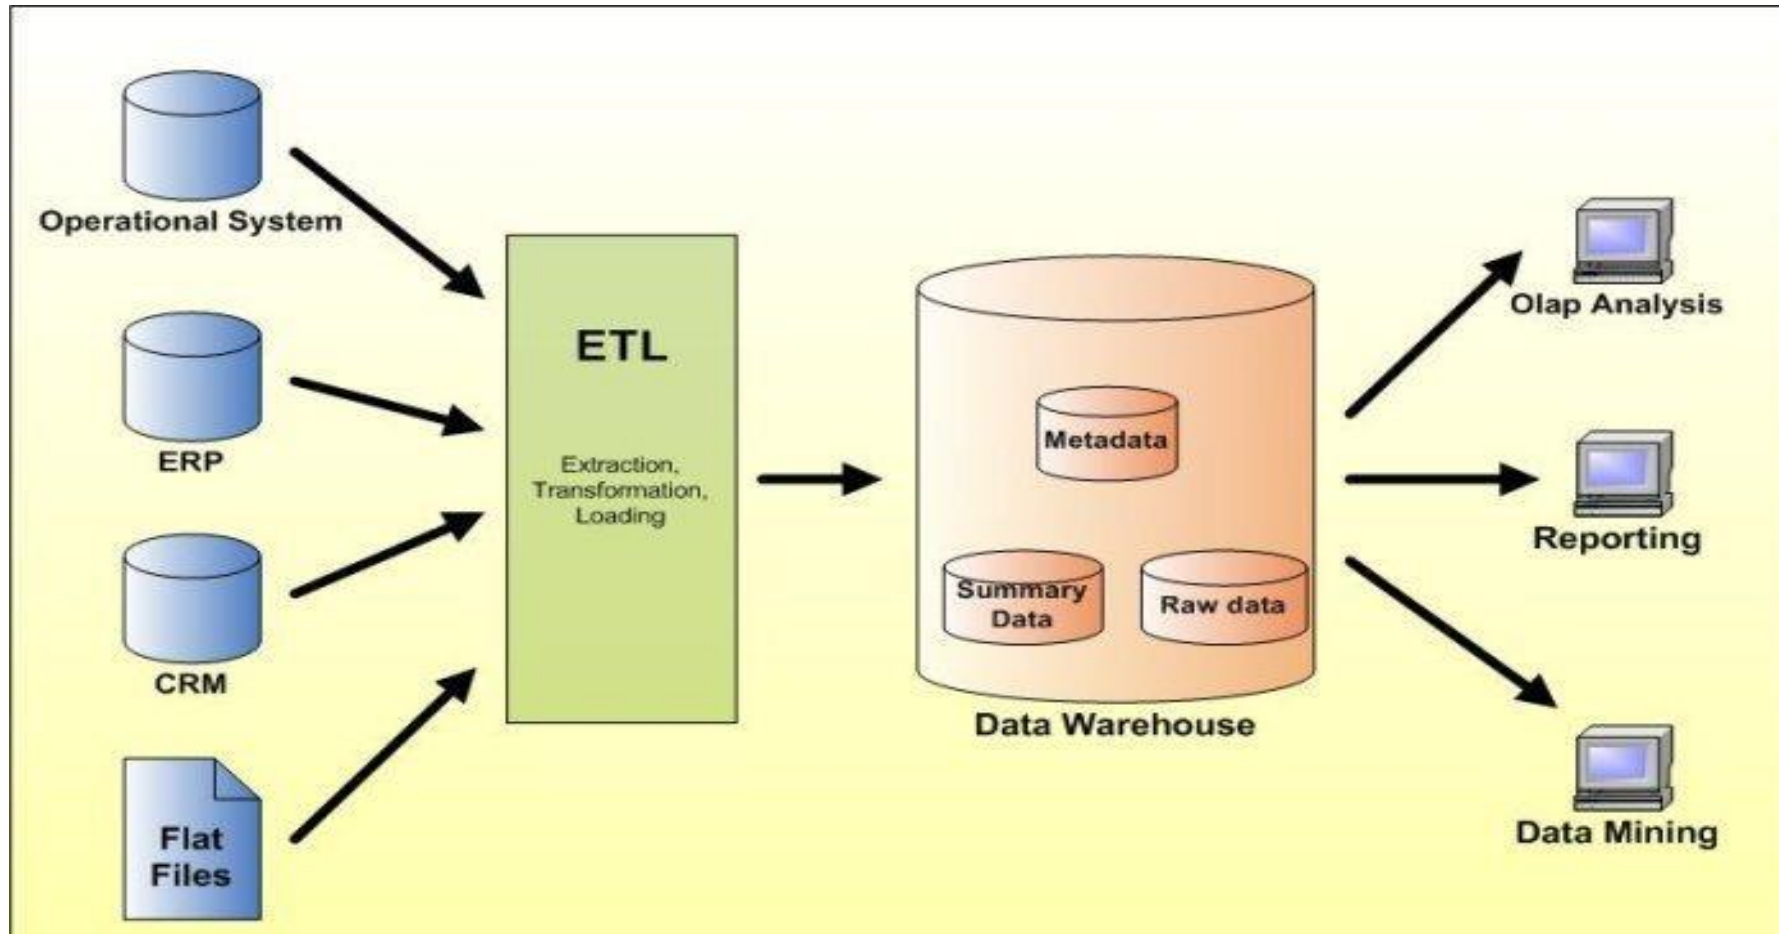 Operational System
ERP
CRM
Flat
Files
ETL
Extraction,
Transformation,
Loading
Metadata
Summary
Data
Raw data
Data Warehouse
Olap Analysis
Reporting
Data Mining